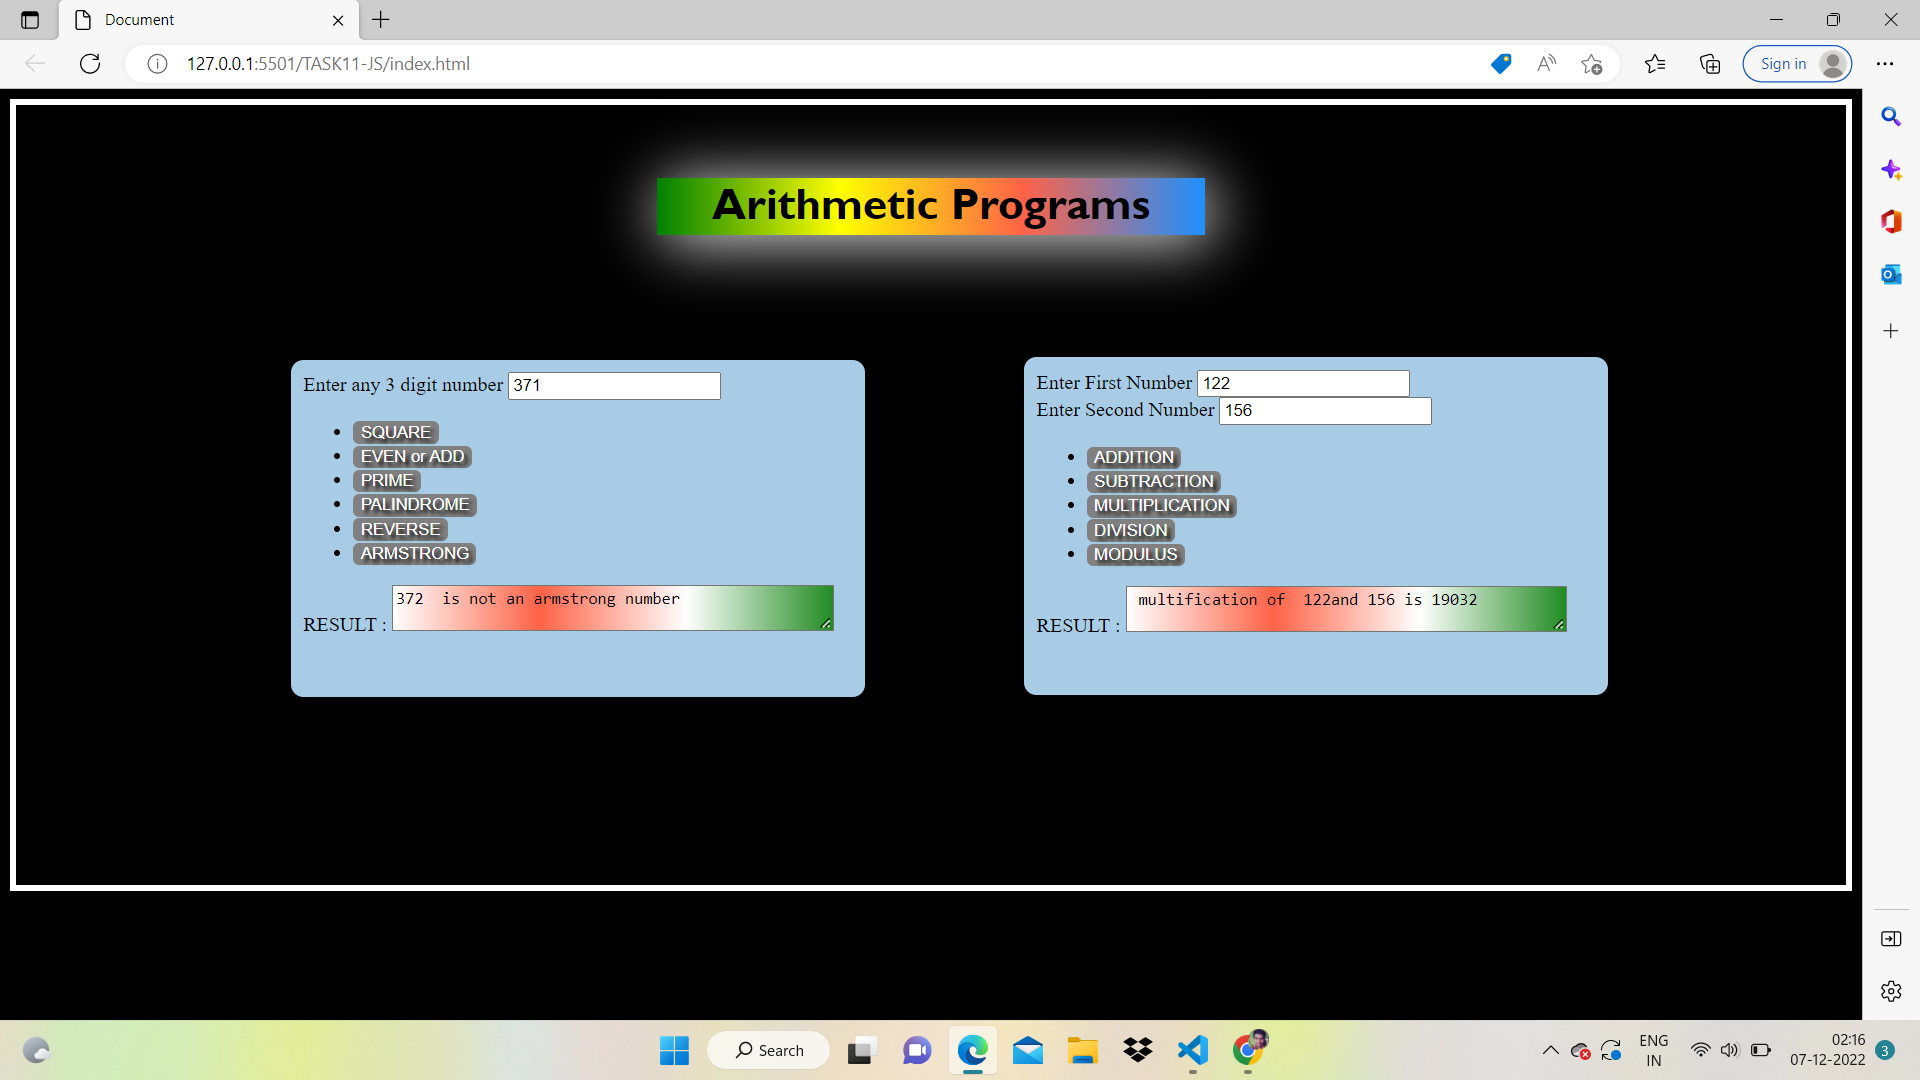 Document
127.0.0.1:5501/TASK11-JS/index.html
Sign in
Arithmetic Programs
Enter any 3 digit number 371
SQUARE
EVEN or ADD
PRIME
PALINDROME
REVERSE
ARMSTRONG
RESULT : 372  is not an armstrong number
Enter First Number 122
Enter Second Number 156
ADDITION
SUBTRACTION
MULTIPLICATION
DIVISION
MODULUS
RESULT : multification of  122and 156 is 19032
Search
ENG
IN
02:16
07-12-2022
3